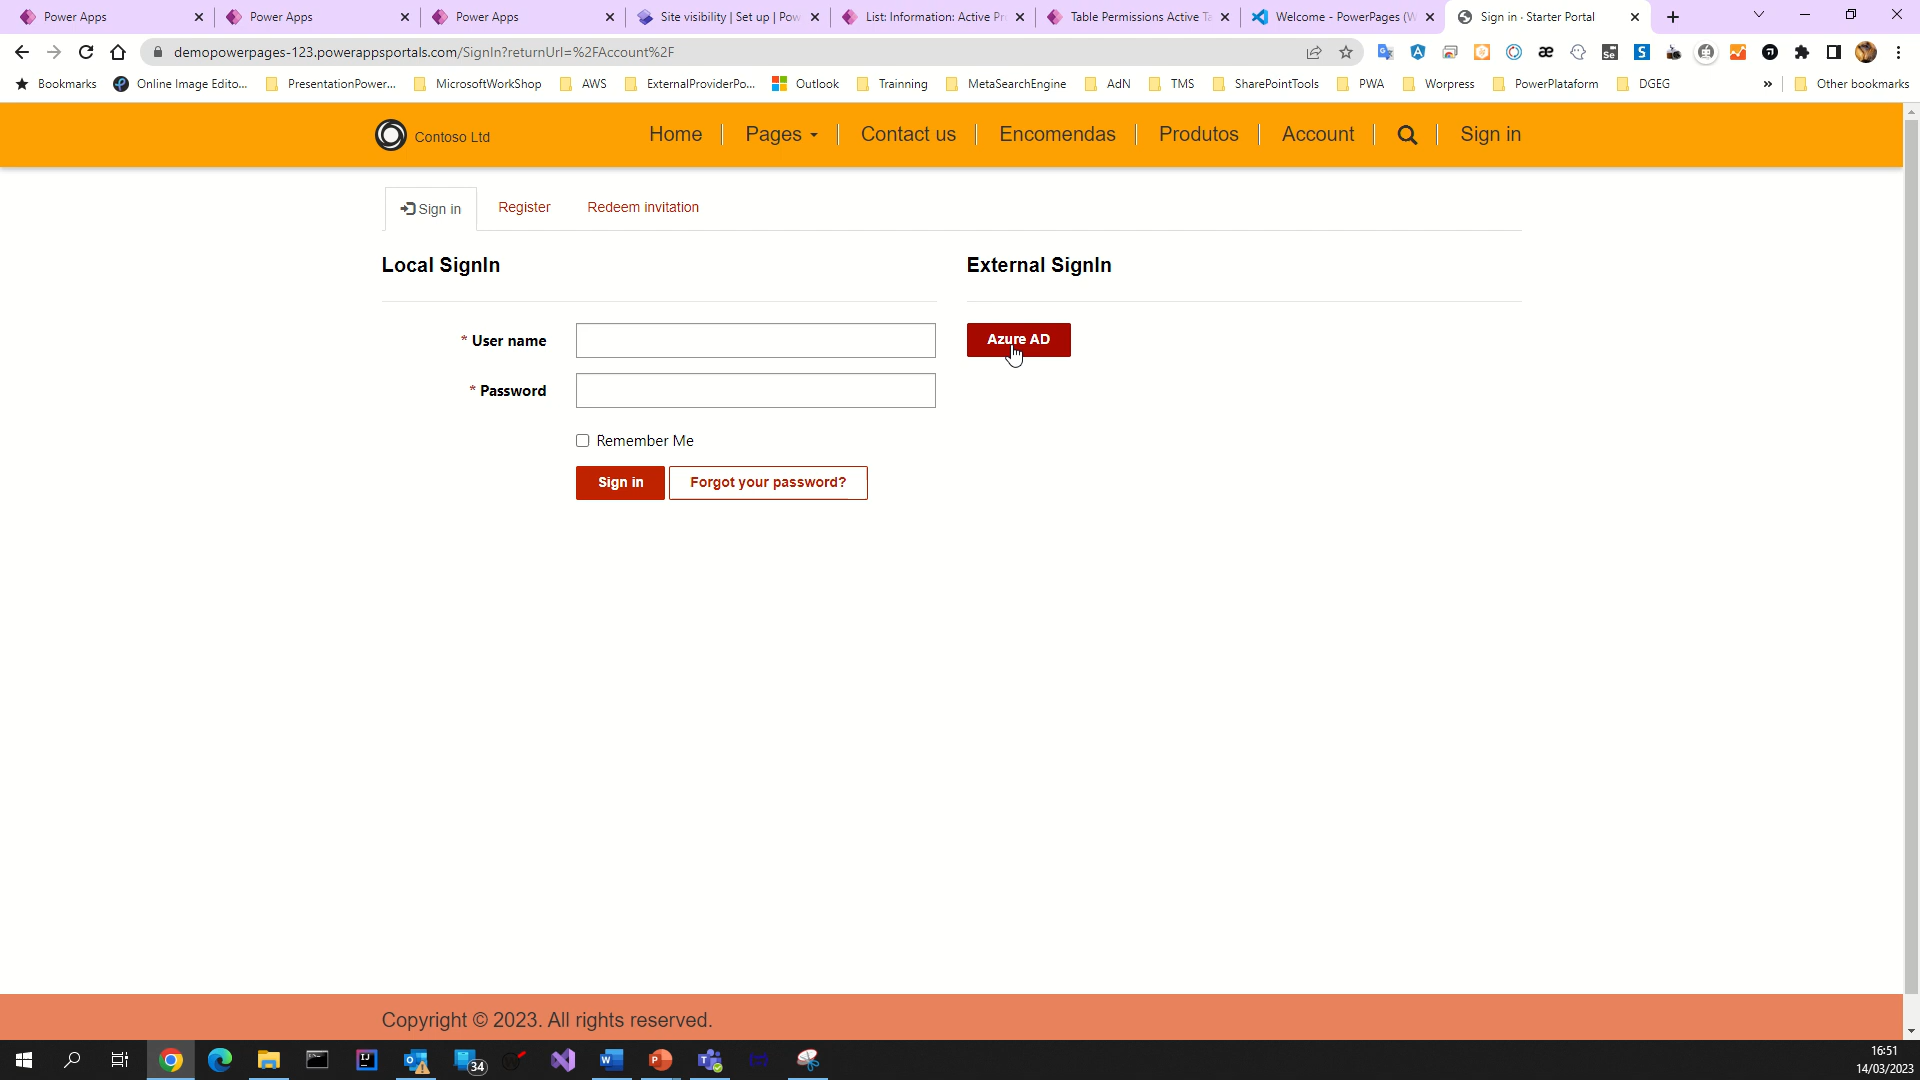 Power Apps
Power Apps
Power Apps
Site visibility | Set up | Pow
List: Information: Active Pr
Table Permissions Active Ta
Welcome - PowerPages (W
Sign in · Starter Portal
demopowerpages-123.powerappsportals.com/SignIn?returnUrl=%2FAccount%2F
Bookmarks
Online Image Edito...
PresentationPower...
MicrosoftWorkShop
AWS
ExternalProviderPo...
Outlook
Trainning
MetaSearchEngine
AdN
TMS
SharePointTools
PWA
Worpress
PowerPlataform
DGEG
»
Other bookmarks
Contoso Ltd
Home
Pages
Contact us
Encomendas
Produtos
Account
Sign in
Sign in
Register
Redeem invitation
Local SignIn
External SignIn
* User name
Azure AD
* Password
Remember Me
Sign in
Forgot your password?
Copyright © 2023. All rights reserved.
34
16:51
14/03/2023